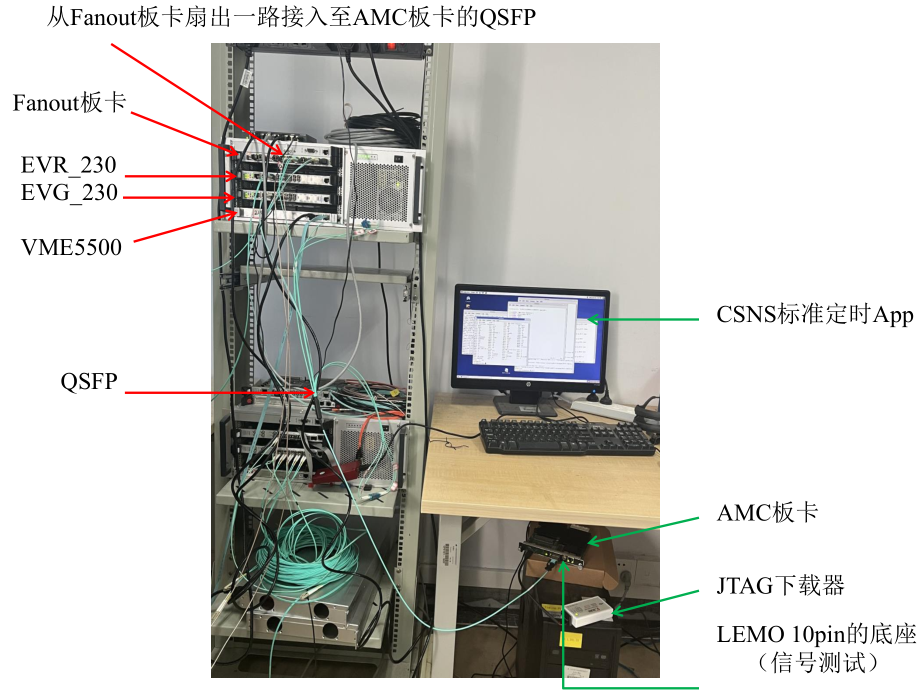 从Fanout板卡扇出一路接入至AMC板卡的QSFP
Fanout板卡
EVR_230
EVG_230
VME5500
QSFP
CSNS标准定时App
AMC板卡
JTAG下载器
LEMO 10pin的底座
（信号测试）